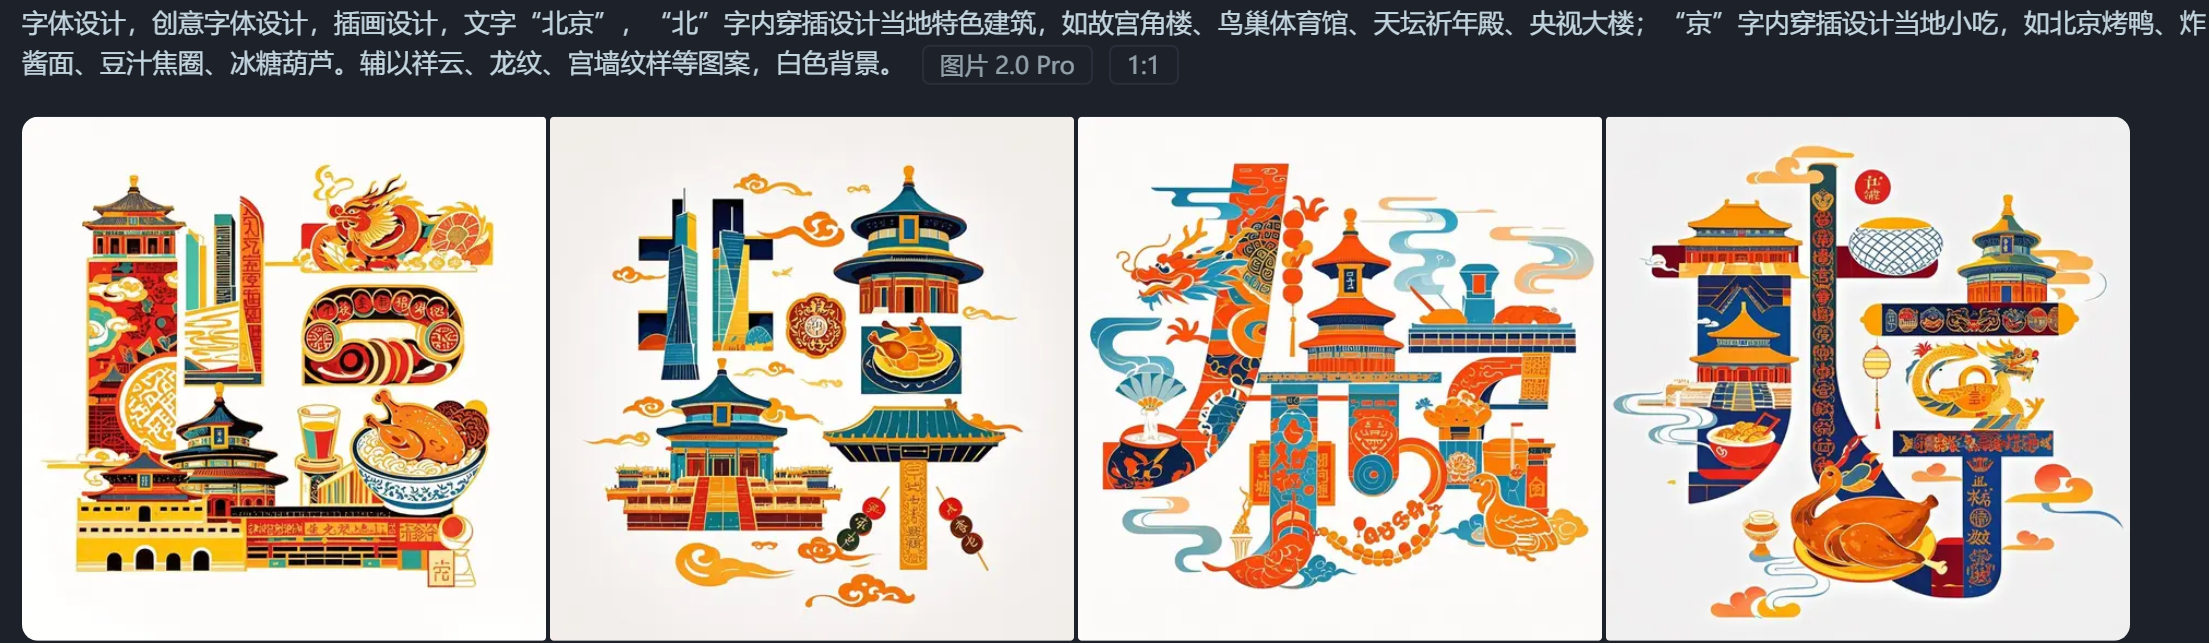 字体设计，创意字体设计，插画设计，文字“北京”，“北”字内穿插设计当地特色建筑，如故宫角楼、鸟巢体育馆、天坛祈年殿、央视大楼；“京”字内穿插设计当地小吃，如北京烤鸭、炸
酱面、豆汁焦圈、冰糖葫芦。辅以祥云、龙纹、宫墙纹样等图案，白色背景。 图片 2.0 Pro 1:1